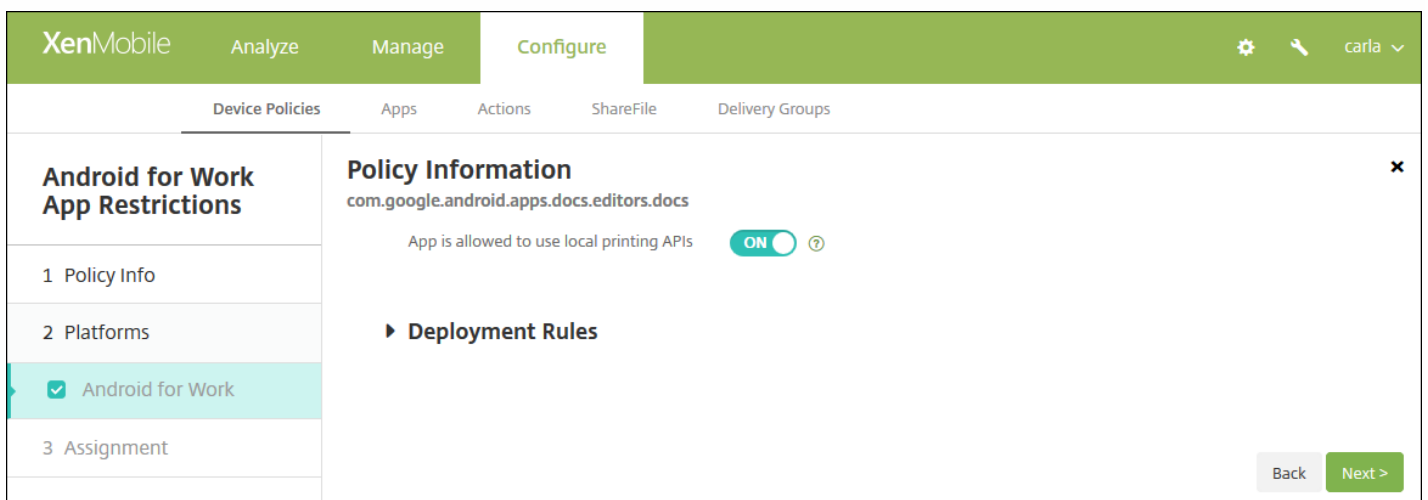 XenMobile Analyze Manage Configure carla
Device Policies Apps Actions ShareFile Delivery Groups
Android for Work
App Restrictions
1 Policy Info
2 Platforms
Android for Work
3 Assignment
Policy Information
com.google.android.apps.docs.editors.docs
App is allowed to use local printing APIs ON ?
Deployment Rules
Back Next >